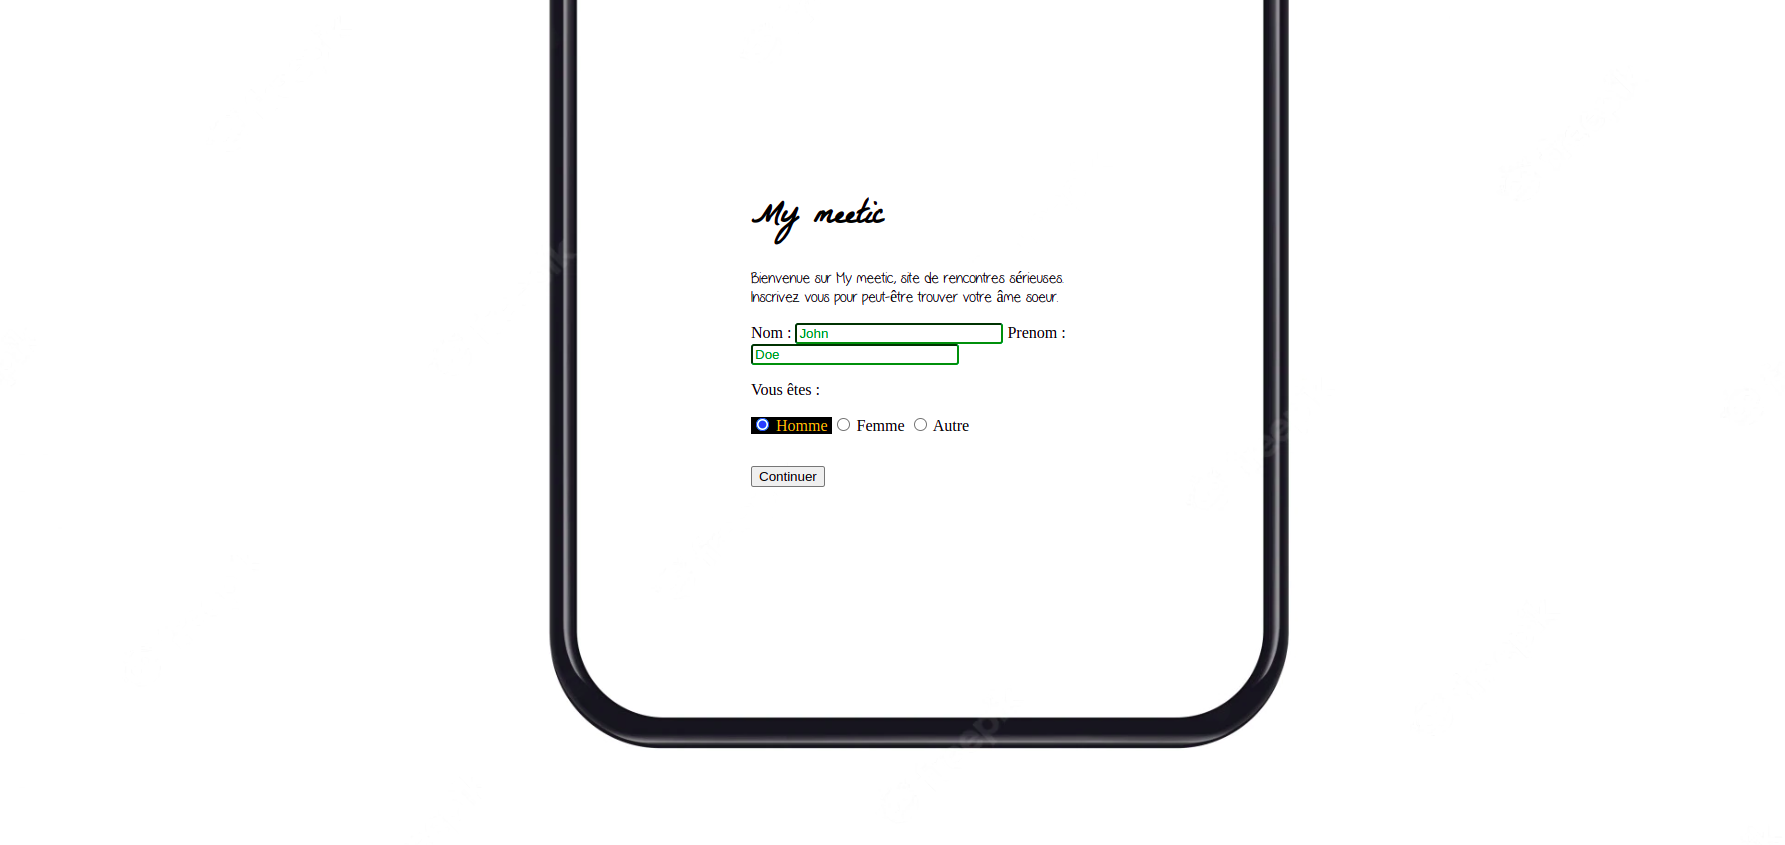 My meetic
Bienvenue sur My meetic, site de rencontres sérieuses.
Inscrivez vous pour peut-être trouver votre âme soeur.
Nom : John Prenom :
Doe
Vous êtes :
Homme Femme Autre
Continuer